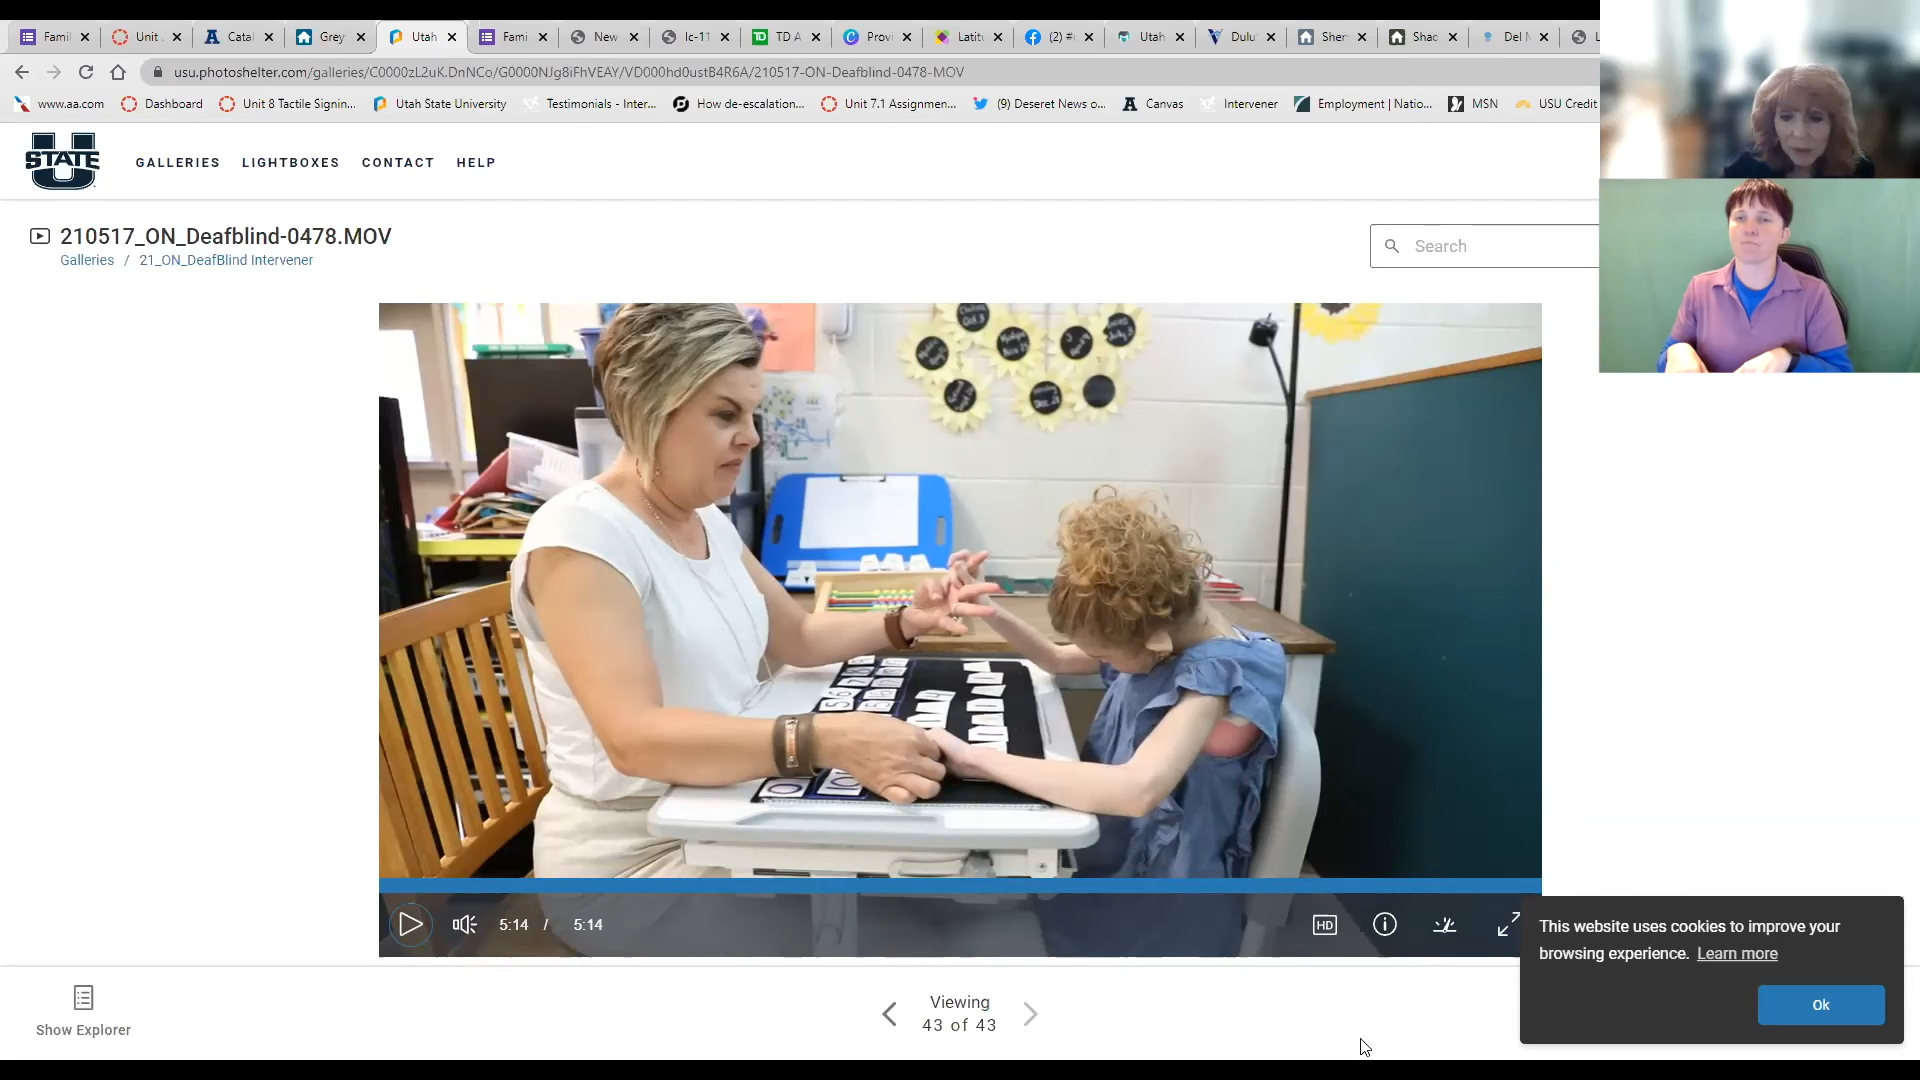 Famil
Unit
Catal
Grey
Utah
Fami
New
Ic-11
TD A
Provi
Latit
(2) #
Utah
Dulu
Sher
Shac
Del M
usu.photoshelter.com/galleries/C0000zL2uK.DnNCo/G0000NJg8iFhVEAY/VD000hd0ustB4R6A/210517-ON-Deafblind-0478-MOV
www.aa.com
Dashboard
Unit 8 Tactile Signin...
Utah State University
Testimonials - Inter...
How de-escalation...
Unit 7.1 Assignmen...
(9) Deseret News o...
Canvas
Intervener
Employment | Natio...
MSN
USU Credit
U STATE
GALLERIES LIGHTBOXES CONTACT HELP
210517_ON_Deafblind-0478.MOV
Galleries / 21_ON_DeafBlind Intervener
Search
5:14 / 5:14
HD
This website uses cookies to improve your
browsing experience. Learn more
Ok
Show Explorer
Viewing
43 of 43